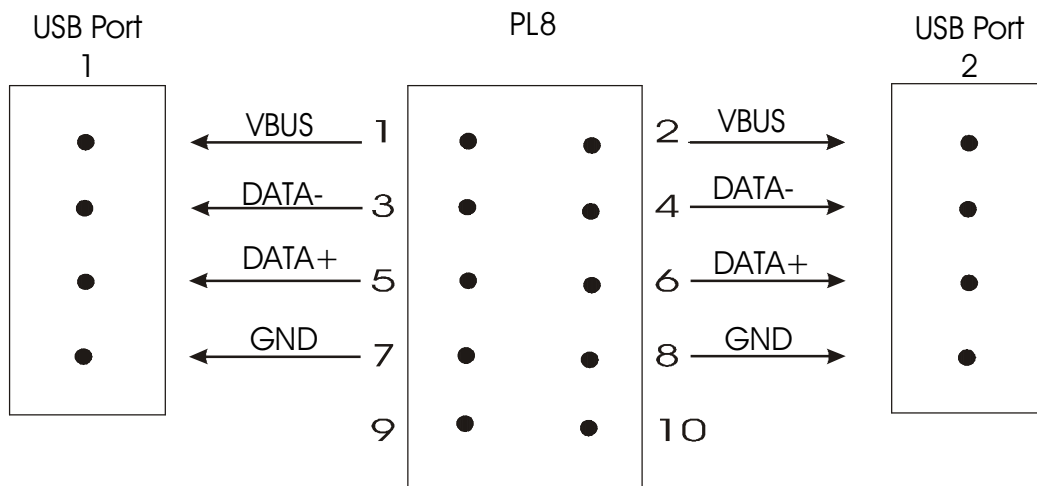 USB Port
1
PL8
USB Port
2
VBUS 1
2 VBUS
DATA- 3
4 DATA-
DATA+ 5
6 DATA+
GND 7
8 GND
9
10